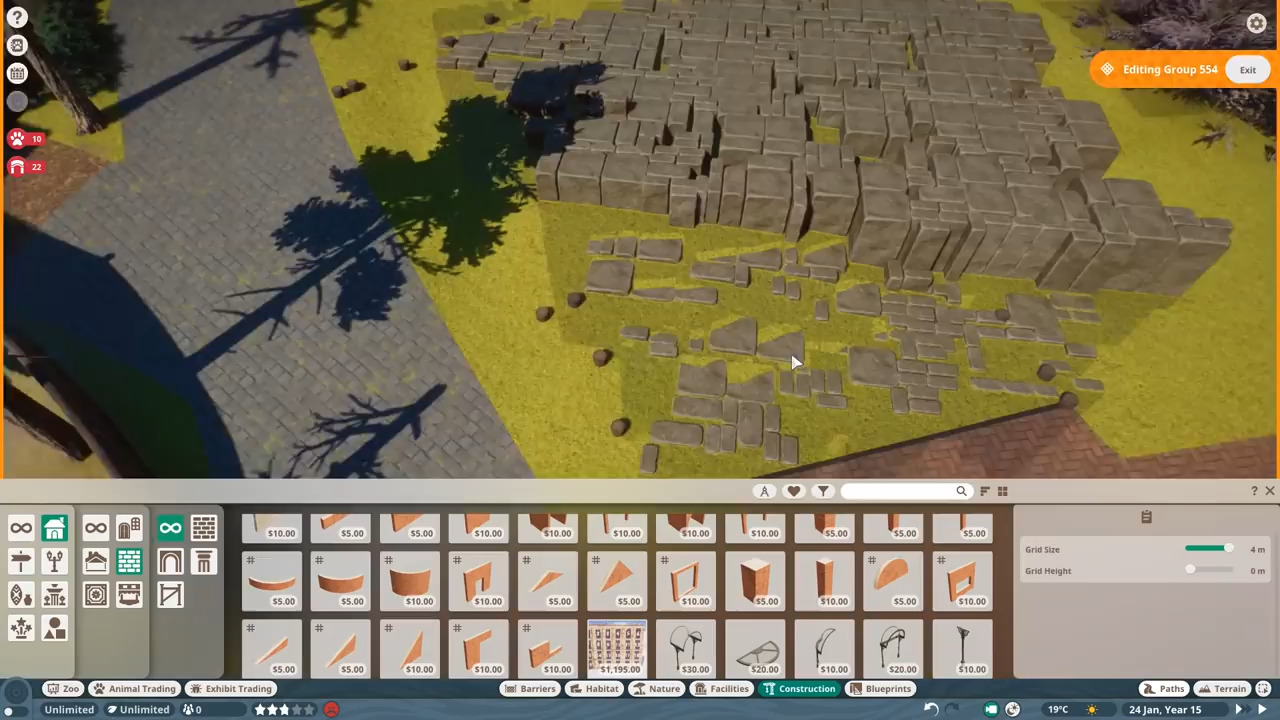 ?
Editing Group 554 Exit
10
22
? ×
$10.00 $5.00 $5.00 $10.00 $10.00 $10.00 $10.00 $10.00 $5.00 $5.00 $5.00
# # # # # # # # #
$5.00 $5.00 $10.00 $10.00 $5.00 $5.00 $10.00 $5.00 $10.00 $5.00 $10.00
# # # # #
$5.00 $5.00 $10.00 $10.00 $10.00 $1,195.00 $30.00 $20.00 $10.00 $20.00 $10.00
Grid Size 4 m
Grid Height 0 m
Zoo Animal Trading Exhibit Trading Barriers Habitat Nature Facilities Construction Blueprints Paths Terrain
Unlimited Unlimited 0 19°C 24 Jan, Year 15